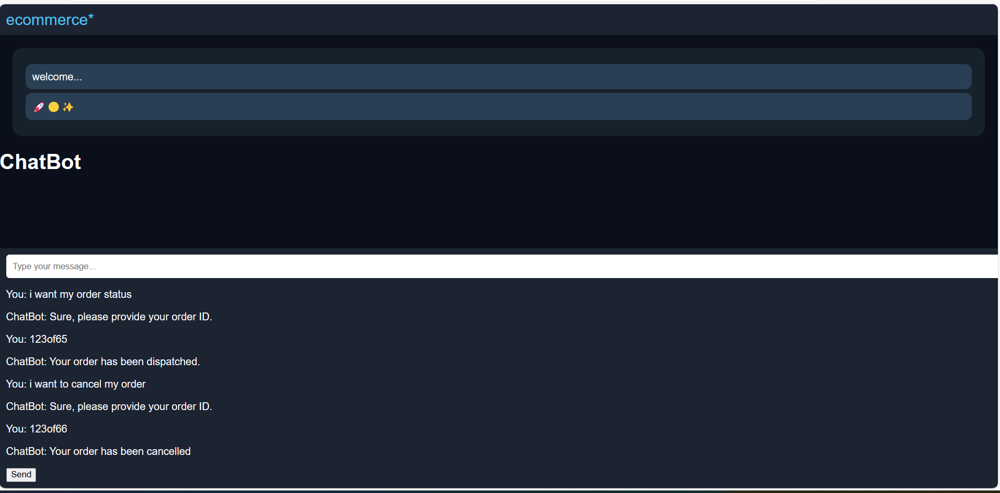 ecommerce*
welcome...
🚀 🌕 ✨
ChatBot
Type your message...
You: i want my order status
ChatBot: Sure, please provide your order ID.
You: 123of65
ChatBot: Your order has been dispatched.
You: i want to cancel my order
ChatBot: Sure, please provide your order ID.
You: 123of66
ChatBot: Your order has been cancelled
Send